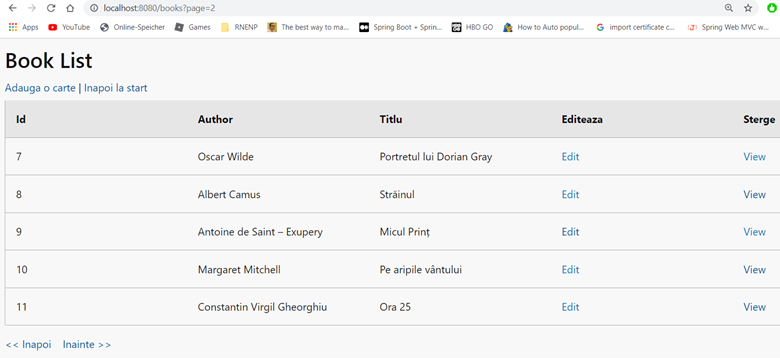 localhost:8080/books?page=2
Apps YouTube Online-Speicher Games RNENP The best way to ma... Spring Boot + Sprin... HBO GO How to Auto popul... import certificate c... Spring Web MVC w...
Book List
Adauga o carte | Inapoi la start
Id Author Titlu Editeaza Sterge
7 Oscar Wilde Portretul lui Dorian Gray Edit View
8 Albert Camus Străinul Edit View
9 Antoine de Saint – Exupery Micul Prinț Edit View
10 Margaret Mitchell Pe aripile vântului Edit View
11 Constantin Virgil Gheorghiu Ora 25 Edit View
<< Inapoi Inainte >>